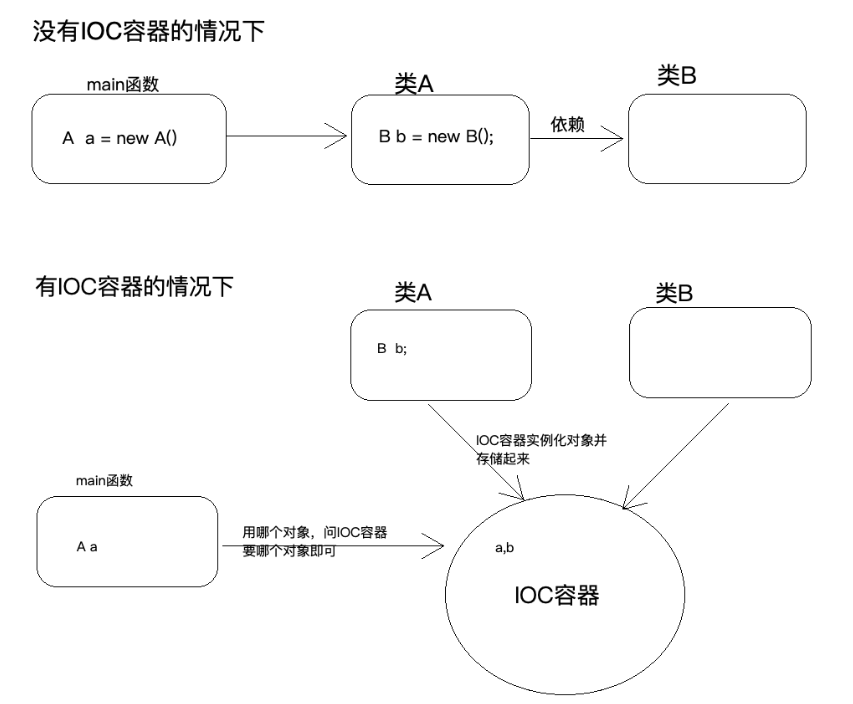 没有IOC容器的情况下
main函数
类A
类B
A a = new A()
B b = new B();
依赖
有IOC容器的情况下
类A
类B
B b;
IOC容器实例化对象并
存储起来
main函数
A a
用哪个对象，问IOC容器
要哪个对象即可
a,b
IOC容器